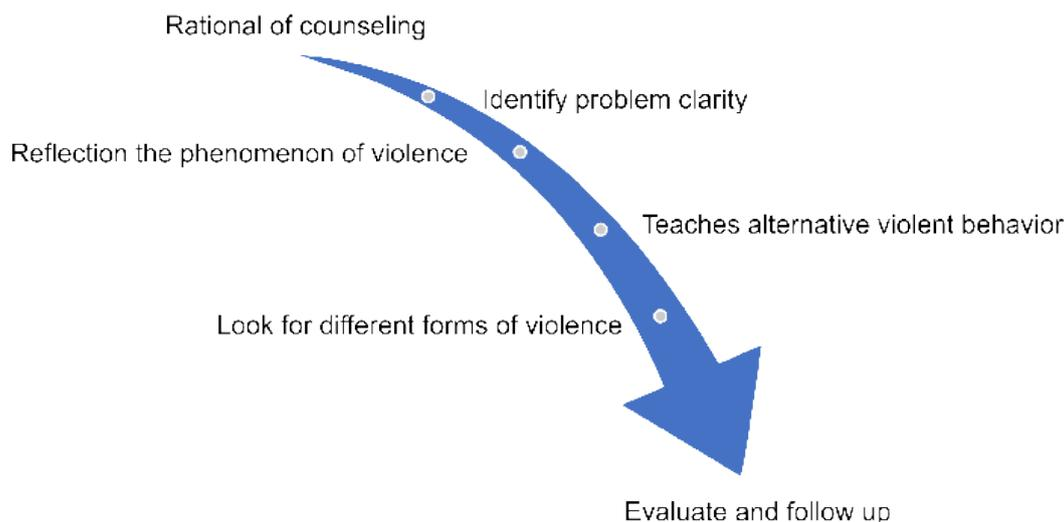 Rational of counseling
Identify problem clarity
Reflection the phenomenon of violence
Teaches alternative violent behavior
Look for different forms of violence
Evaluate and follow up